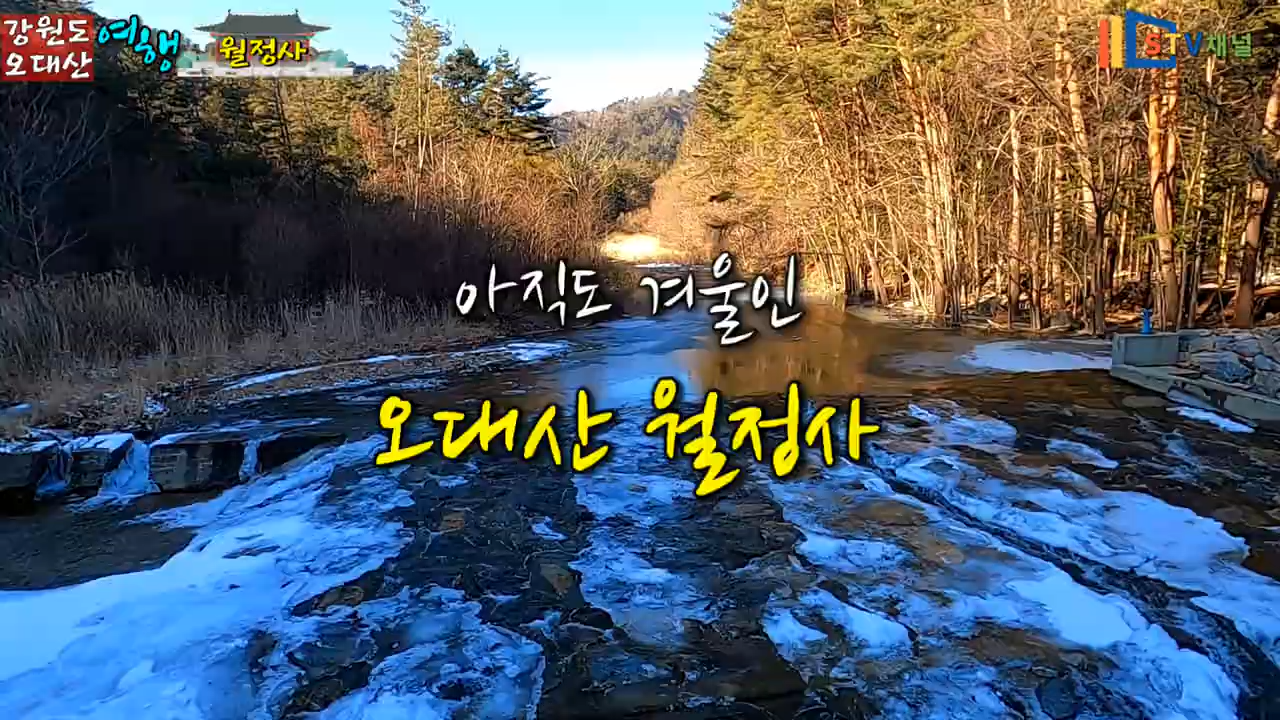 강원도
오대산
여행
월정사
STV채널
아직도 겨울인
오대산 월정사